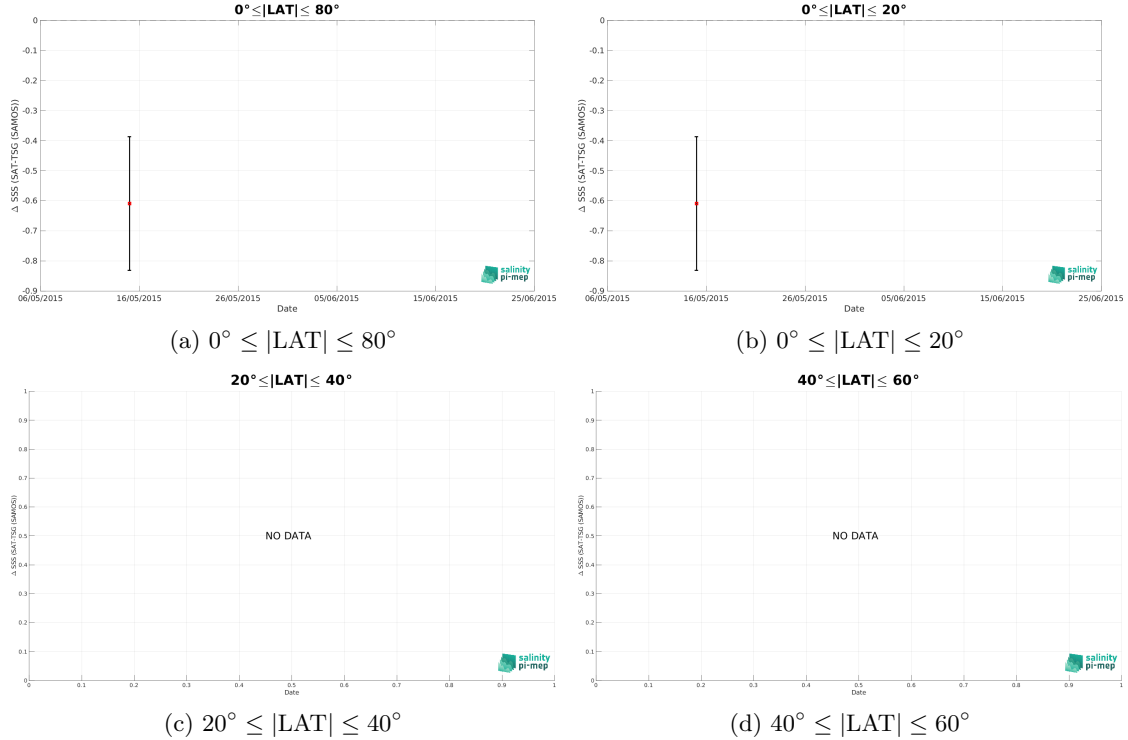 0°≤|LAT|≤ 80°
0
-0.1
-0.2
-0.3
-0.4
-0.5
-0.6
-0.7
-0.8
-0.9
Δ SSS (SAT-TSG (SAMOS))
06/05/2015 16/05/2015 26/05/2015 05/06/2015 15/06/2015 25/06/2015
Date
salinity
pi-mep
(a) 0° ≤ |LAT| ≤ 80°
0°≤|LAT|≤ 20°
0
-0.1
-0.2
-0.3
-0.4
-0.5
-0.6
-0.7
-0.8
-0.9
Δ SSS (SAT-TSG (SAMOS))
06/05/2015 16/05/2015 26/05/2015 05/06/2015 15/06/2015 25/06/2015
Date
salinity
pi-mep
(b) 0° ≤ |LAT| ≤ 20°
20°≤|LAT|≤ 40°
1
0.9
0.8
0.7
0.6
0.5
0.4
0.3
0.2
0.1
0
Δ SSS (SAT-TSG (SAMOS))
NO DATA
0 0.1 0.2 0.3 0.4 0.5 0.6 0.7 0.8 0.9 1
Date
salinity
pi-mep
(c) 20° ≤ |LAT| ≤ 40°
40°≤|LAT|≤ 60°
1
0.9
0.8
0.7
0.6
0.5
0.4
0.3
0.2
0.1
0
Δ SSS (SAT-TSG (SAMOS))
NO DATA
0 0.1 0.2 0.3 0.4 0.5 0.6 0.7 0.8 0.9 1
Date
salinity
pi-mep
(d) 40° ≤ |LAT| ≤ 60°